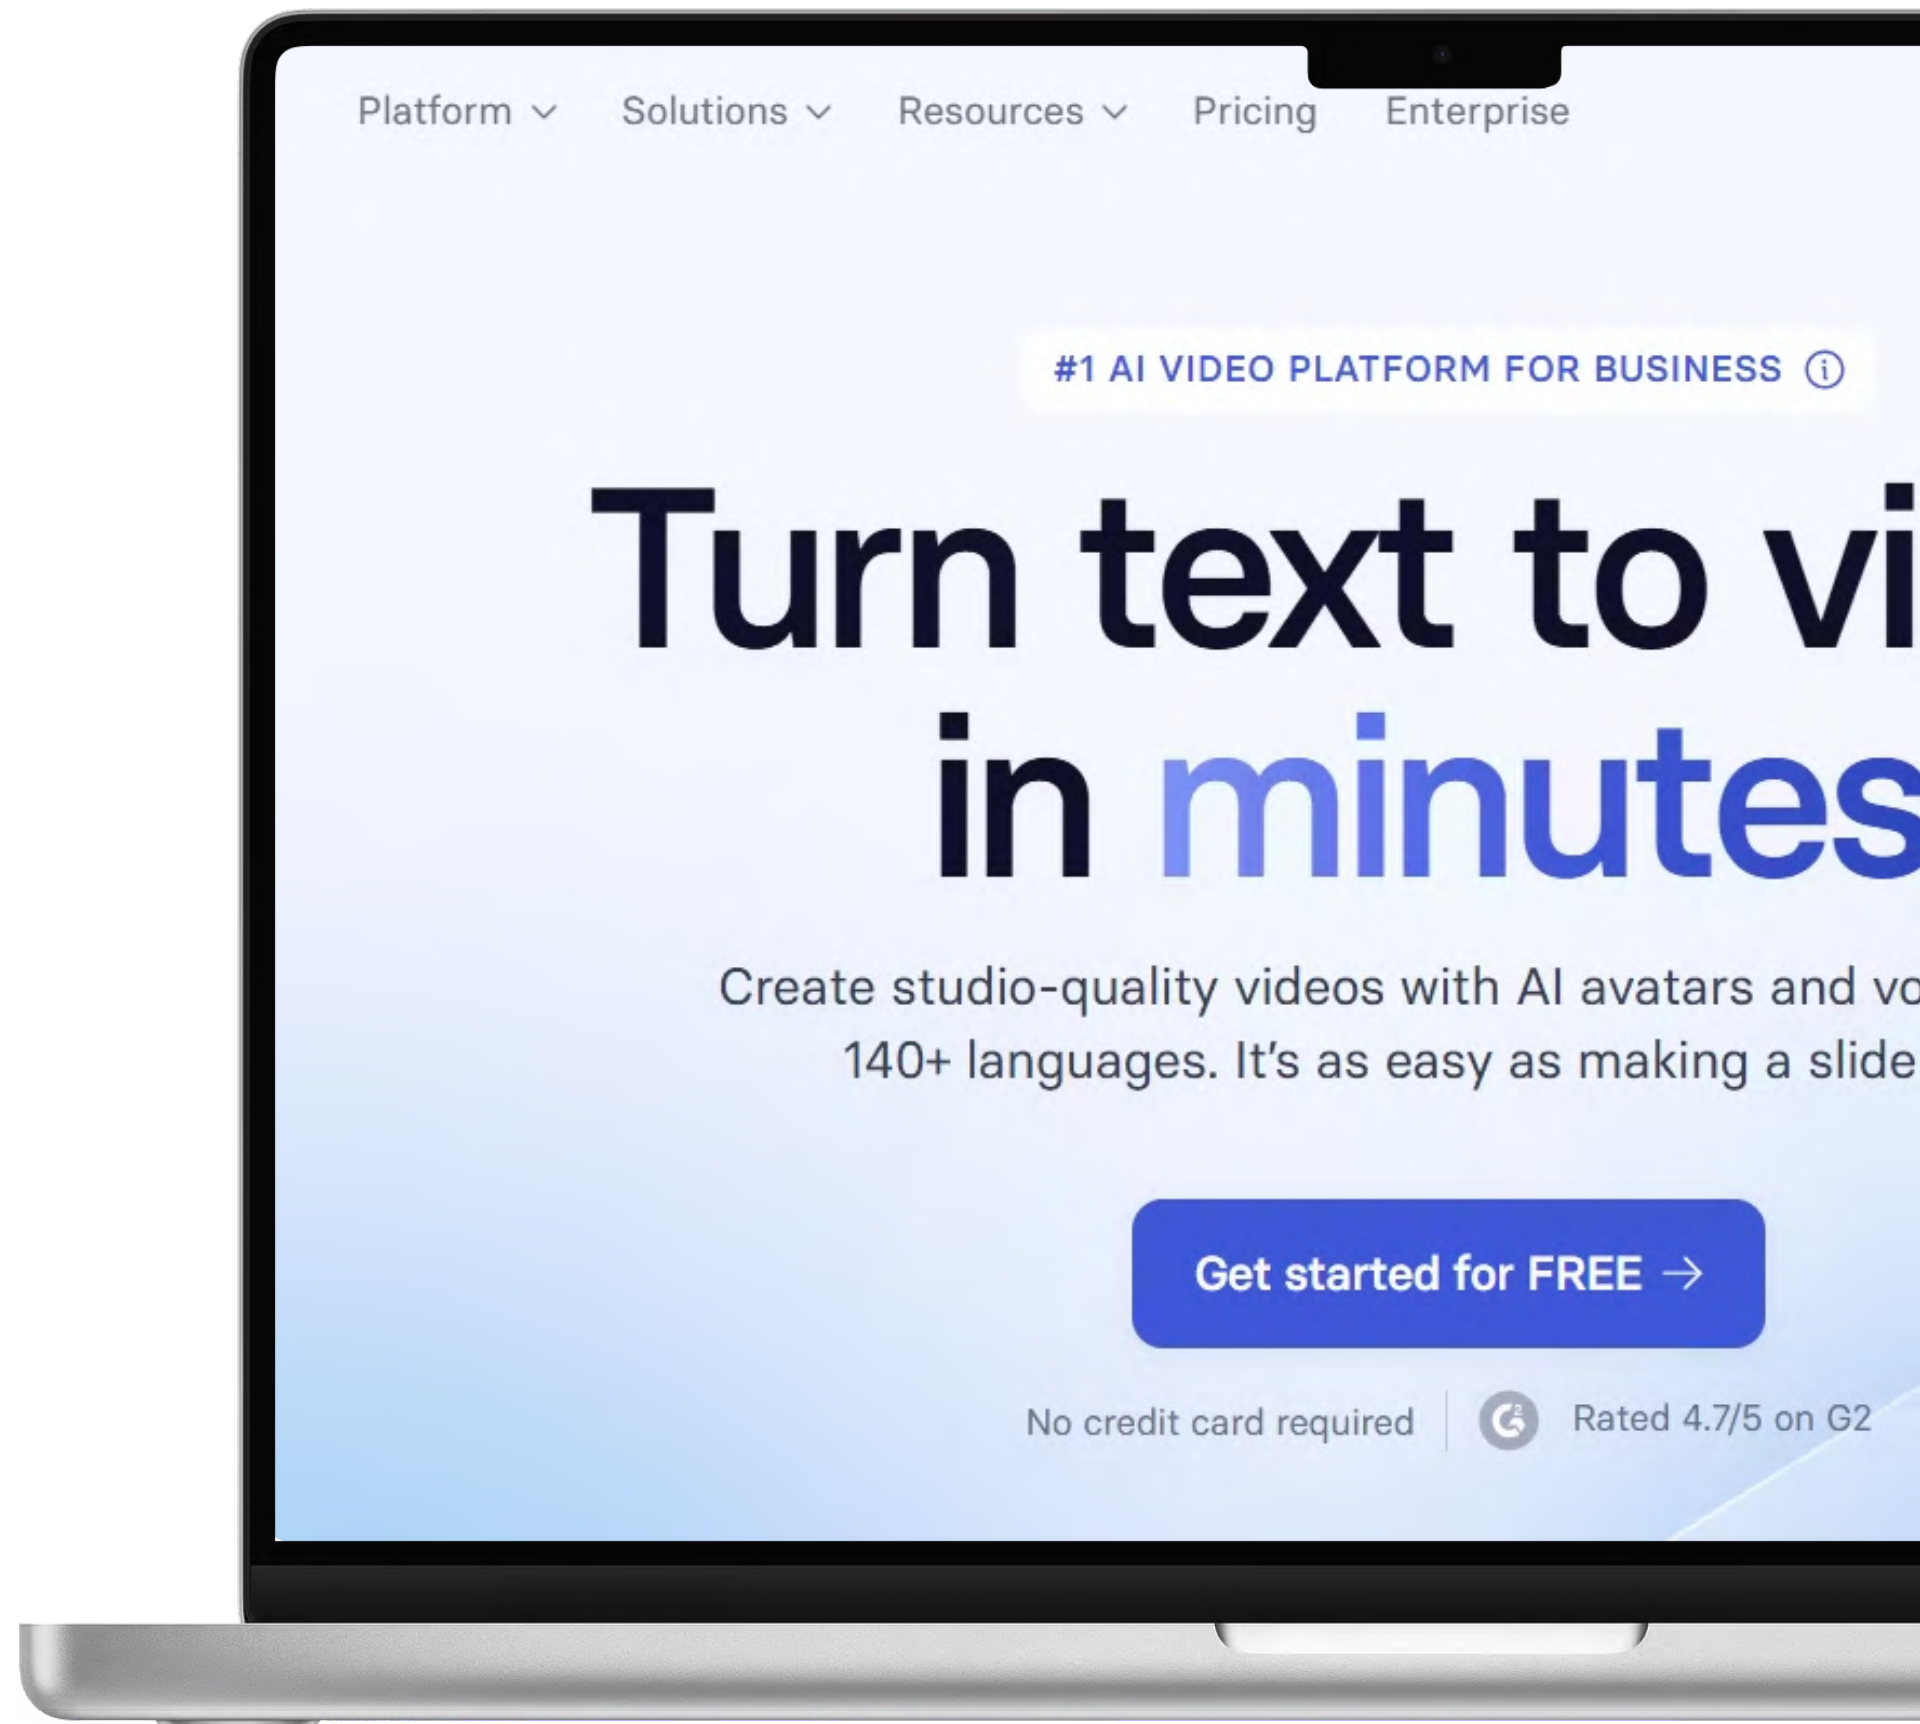 Platform Solutions Resources Pricing Enterprise
#1 AI VIDEO PLATFORM FOR BUSINESS
Turn text to vi
in minutes
Create studio-quality videos with AI avatars and vo
140+ languages. It's as easy as making a slide
Get started for FREE →
No credit card required
Rated 4.7/5 on G2